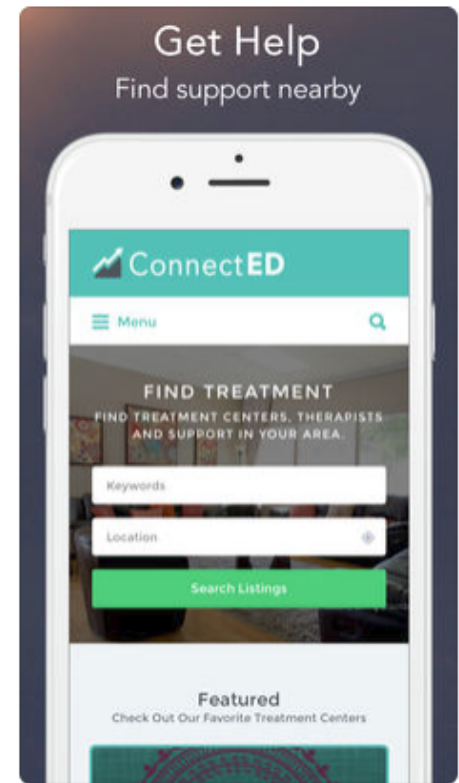 Get Help
Find support nearby
ConnectED
Menu
FIND TREATMENT
FIND TREATMENT CENTERS, THERAPISTS
AND SUPPORT IN YOUR AREA.
Keywords
Location
Search Listings
Featured
Check Out Our Favorite Treatment Centers